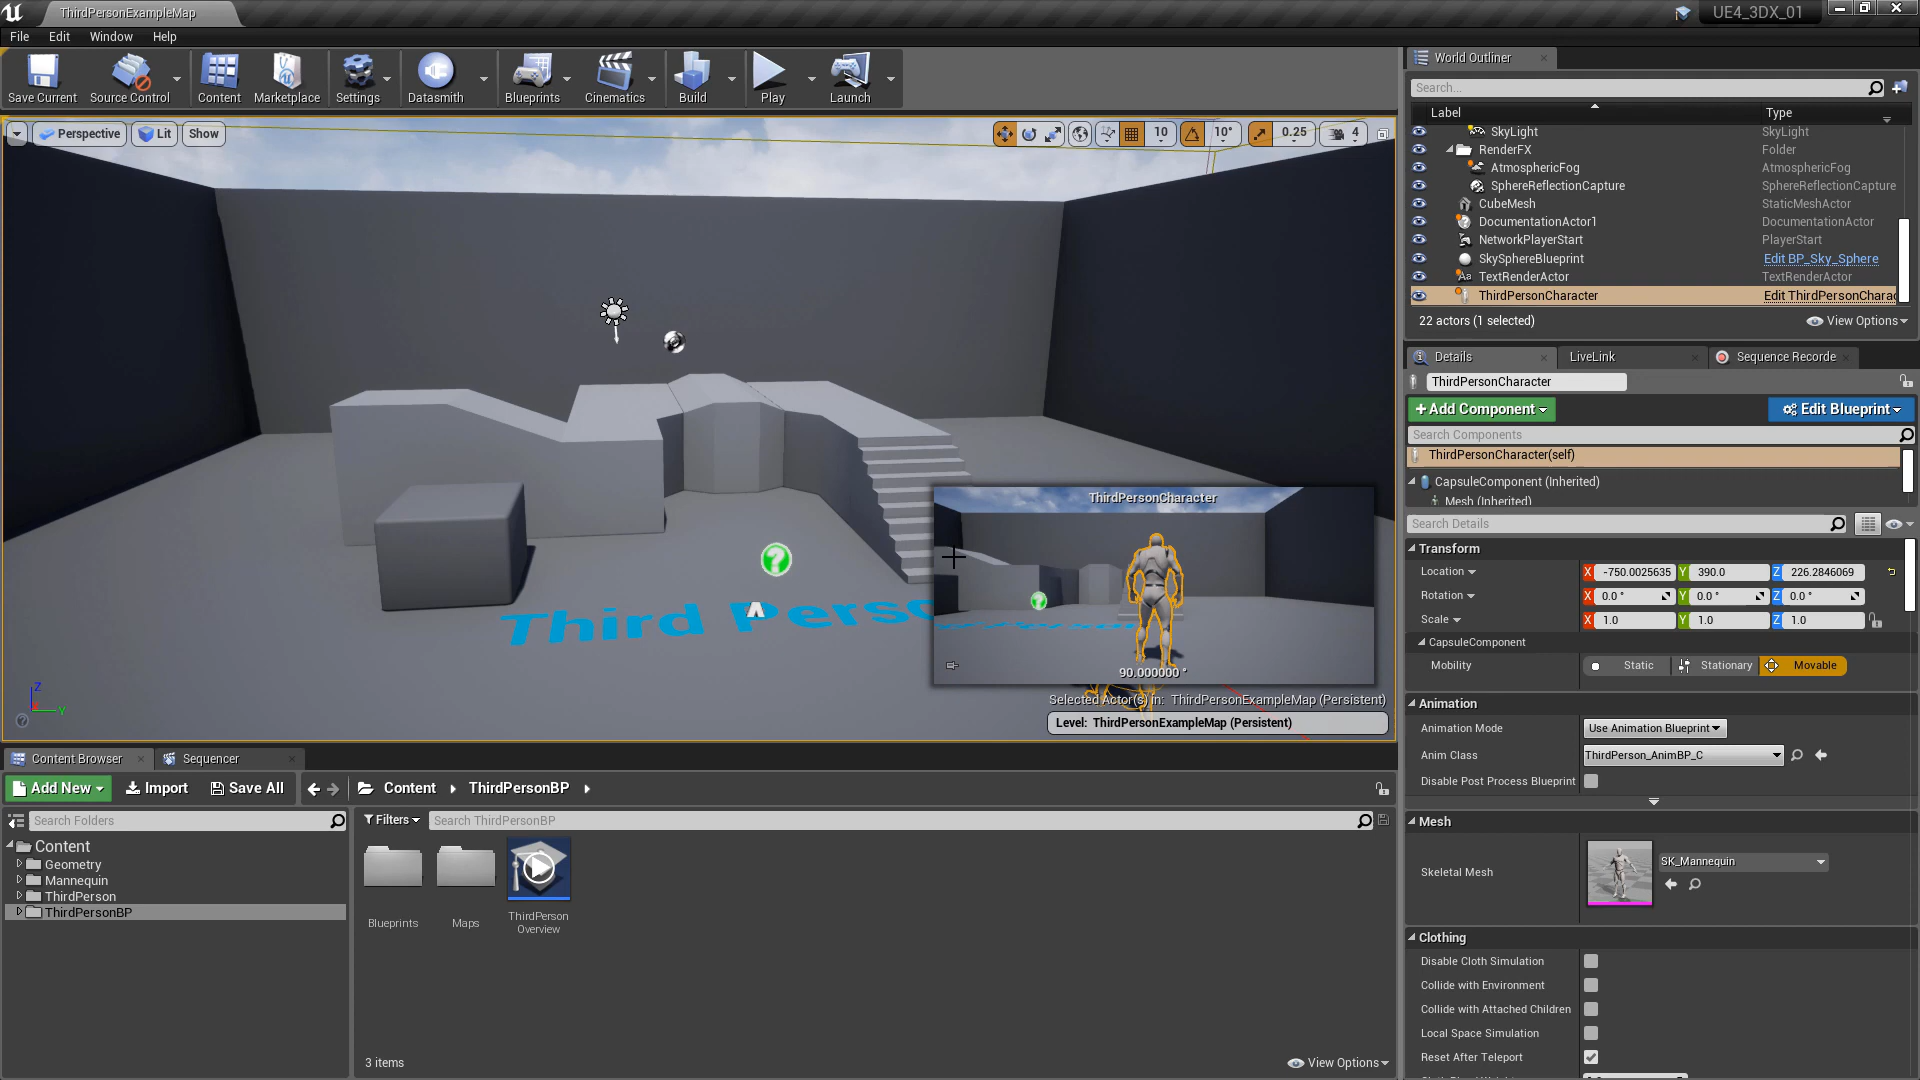 ThirdPersonExampleMap
UE4_3DX_01
File Edit Window Help
Save Current Source Control Content Marketplace Settings Datasmith Blueprints Cinematics Build Play Launch
Perspective Lit Show
10 10° 0.25 4
Third Perso
ThirdPersonCharacter
90.000000 °
Selected Actor(s) in: ThirdPersonExampleMap (Persistent)
Level: ThirdPersonExampleMap (Persistent)
Z
Y
World Outliner
Search...
Label Type
SkyLight SkyLight
RenderFX Folder
AtmosphericFog AtmosphericFog
SphereReflectionCapture SphereReflectionCapture
CubeMesh StaticMeshActor
DocumentationActor1 DocumentationActor
NetworkPlayerStart PlayerStart
SkySphereBlueprint Edit BP_Sky_Sphere
TextRenderActor TextRenderActor
ThirdPersonCharacter Edit ThirdPersonCharac
22 actors (1 selected) View Options
Details LiveLink Sequence Recorde
ThirdPersonCharacter
+Add Component Edit Blueprint
Search Components
ThirdPersonCharacter(self)
CapsuleComponent (Inherited)
Mesh (Inherited)
Search Details
Transform
Location X -750.0025635 Y 390.0 Z 226.2846069
Rotation X 0.0 ° Y 0.0 ° Z 0.0 °
Scale X 1.0 Y 1.0 Z 1.0
CapsuleComponent
Mobility Static Stationary Movable
Animation
Animation Mode Use Animation Blueprint
Anim Class ThirdPerson_AnimBP_C
Disable Post Process Blueprint
Mesh
Skeletal Mesh SK_Mannequin
Clothing
Disable Cloth Simulation
Collide with Environment
Collide with Attached Children
Local Space Simulation
Reset After Teleport
Content Browser Sequencer
Add New Import Save All Content ThirdPersonBP
Search Folders
Filters Search ThirdPersonBP
Content
Geometry
Mannequin
ThirdPerson
ThirdPersonBP
Blueprints Maps ThirdPerson
Overview
3 items View Options